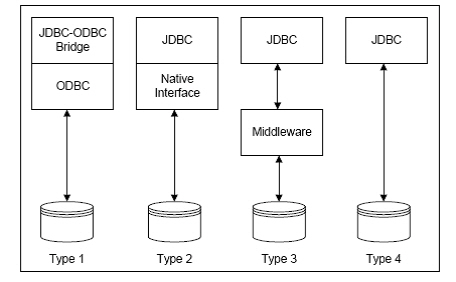 JDBC-ODBC
Bridge
ODBC
JDBC
Native
Interface
JDBC
Middleware
JDBC
Type 1
Type 2
Type 3
Type 4